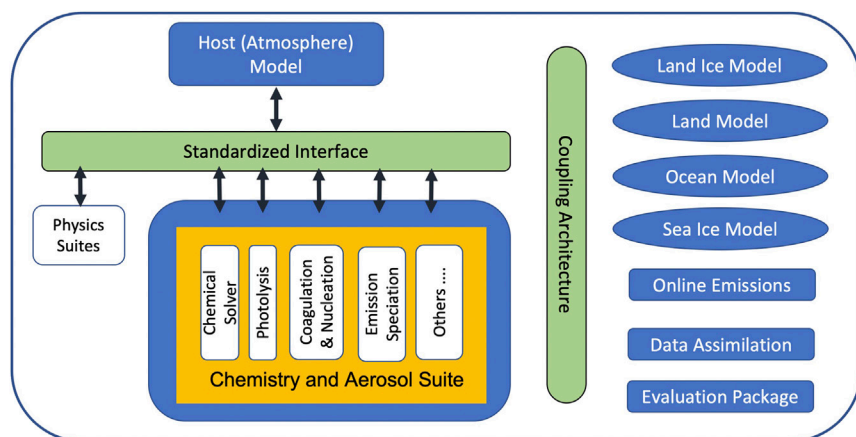 Host (Atmosphere)
Model
Standardized Interface
Physics
Suites
Chemical
Solver
Photolysis
Coagulation
& Nucleation
Emission
Speciation
Others ....
Chemistry and Aerosol Suite
Coupling Architecture
Land Ice Model
Land Model
Ocean Model
Sea Ice Model
Online Emissions
Data Assimilation
Evaluation Package